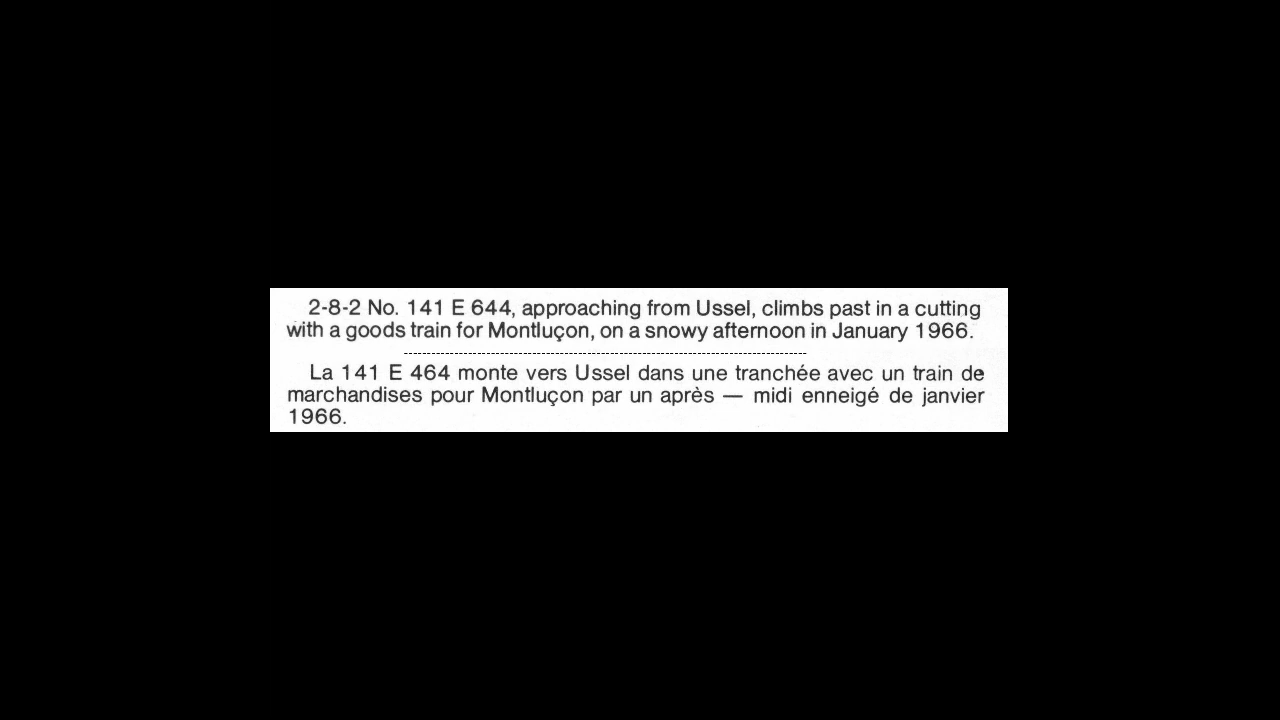 2-8-2 No. 141 E 644, approaching from Ussel, climbs past in a cutting
with a goods train for Montluçon, on a snowy afternoon in January 1966.
La 141 E 464 monte vers Ussel dans une tranchée avec un train de
marchandises pour Montluçon par un après — midi enneigé de janvier
1966.